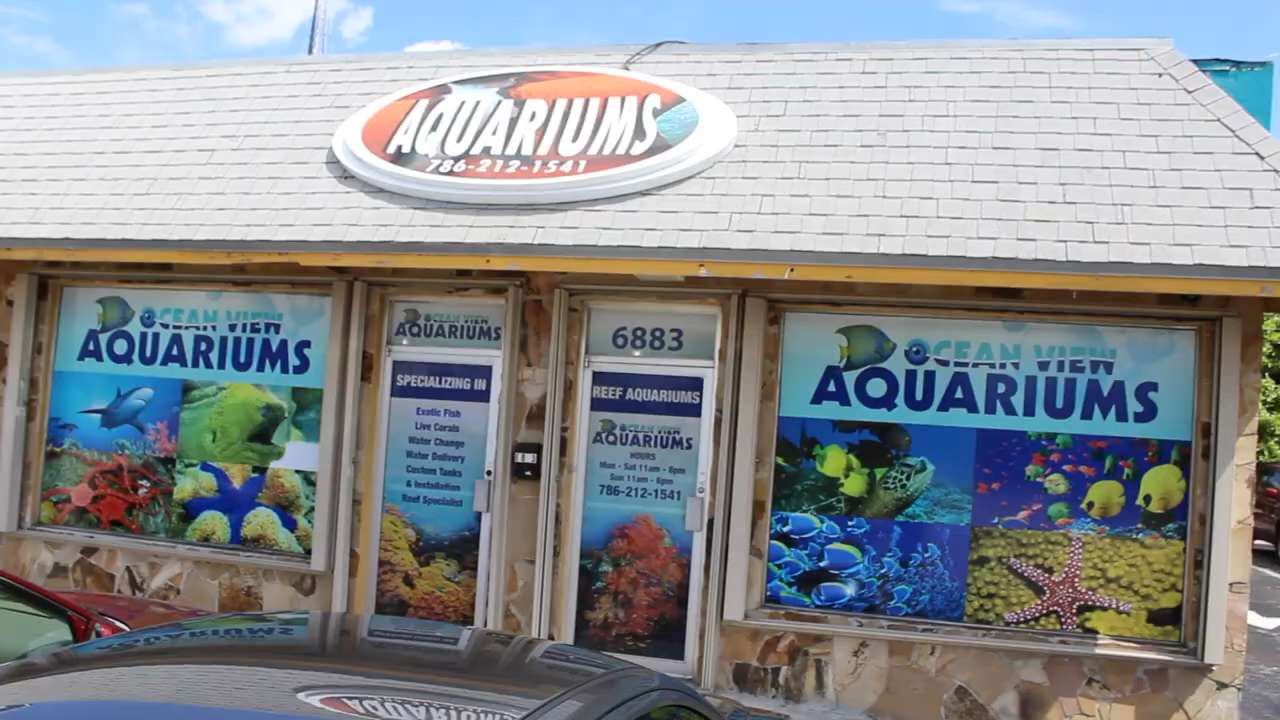 AQUARIUMS
786-212-1541
OCEAN VIEW
AQUARIUMS
OCEAN VIEW
AQUARIUMS
SPECIALIZING IN
Exotic Fish
Live Corals
Water Change
Water Delivery
Custom Tanks
& Installation
Reef Specialist
6883
REEF AQUARIUMS
OCEAN VIEW
AQUARIUMS
HOURS
Mon - Sat 11am - 8pm
Sun 11am - 6pm
786-212-1541
OCEAN VIEW
AQUARIUMS